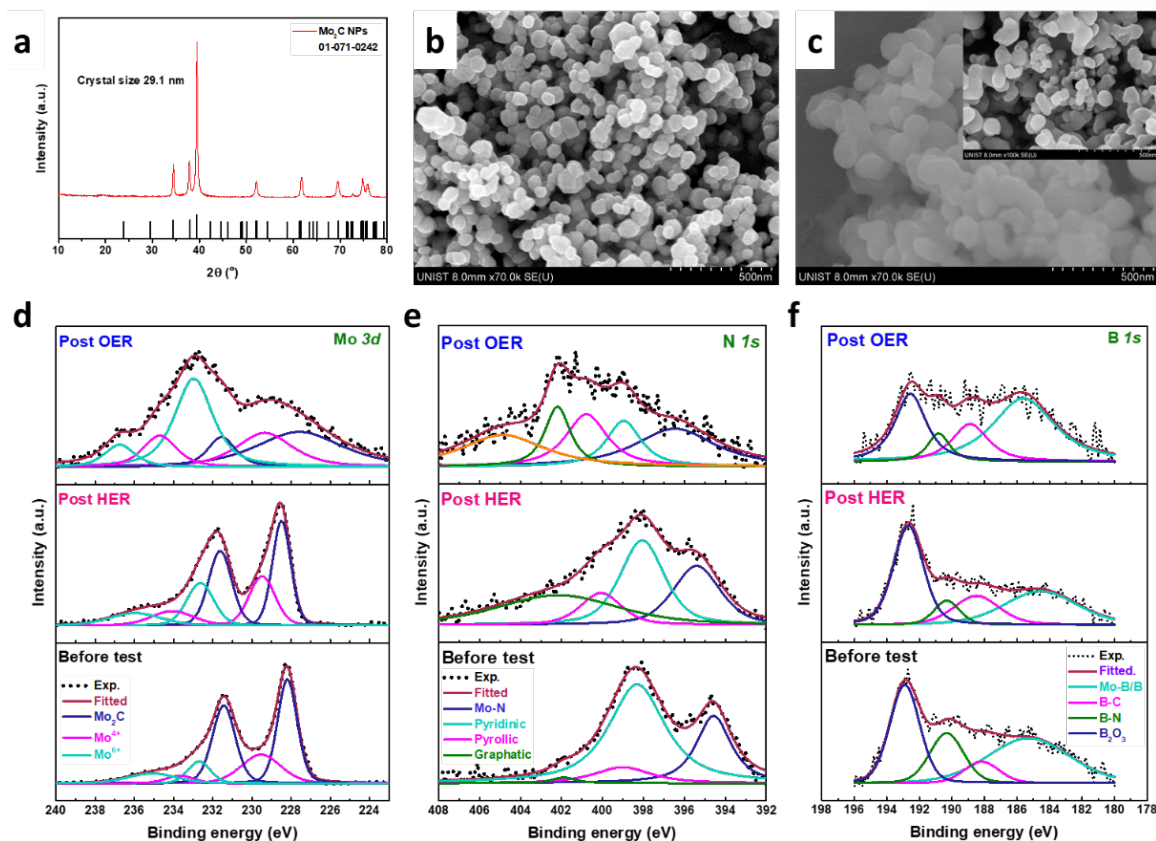 a
Mo2C NPs
01-071-0242
Crystal size 29.1 nm
Intensity (a.u.)
10 20 30 40 50 60 70 80
2θ (°)
b
UNIST 8.0mm x70.0k SE(U)
500nm
c
UNIST 8.0mm x100k SE(U)
500nm
UNIST 8.0mm x70.0k SE(U)
500nm
d
Post OER
Mo 3d
Post HER
Before test
Exp.
Fitted
Mo2C
Mo4+
Mo6+
Intensity (a.u.)
240 238 236 234 232 230 228 226 224
Binding energy (eV)
e
Post OER
N 1s
Post HER
Before test
Exp.
Fitted
Mo-N
Pyridinic
Pyrollic
Graphatic
Intensity (a.u.)
408 406 404 402 400 398 396 394 392
Binding energy (eV)
f
Post OER
B 1s
Post HER
Before test
Exp.
Fitted.
Mo-B/B
B-C
B-N
B2O3
Intensity (a.u.)
198 196 194 192 190 188 186 184 182 180 178
Binding energy (eV)